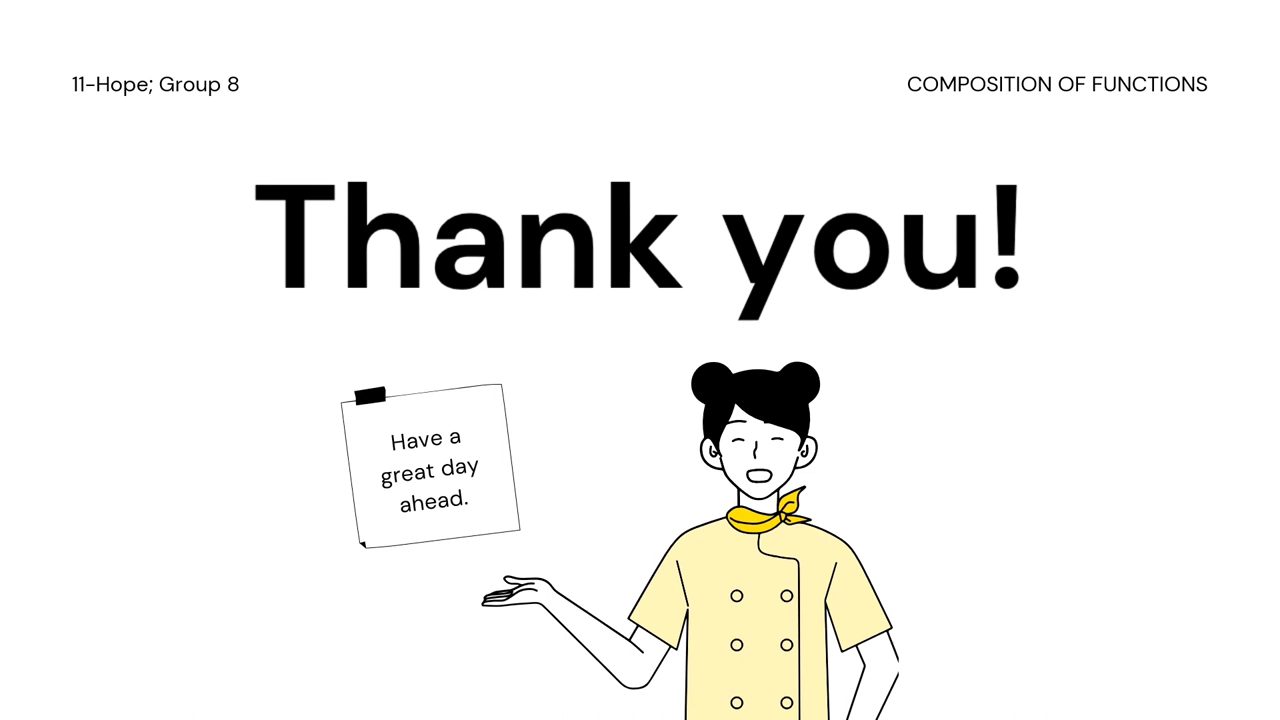 11-Hope; Group 8
COMPOSITION OF FUNCTIONS
Thank you!
Have a
great day
ahead.